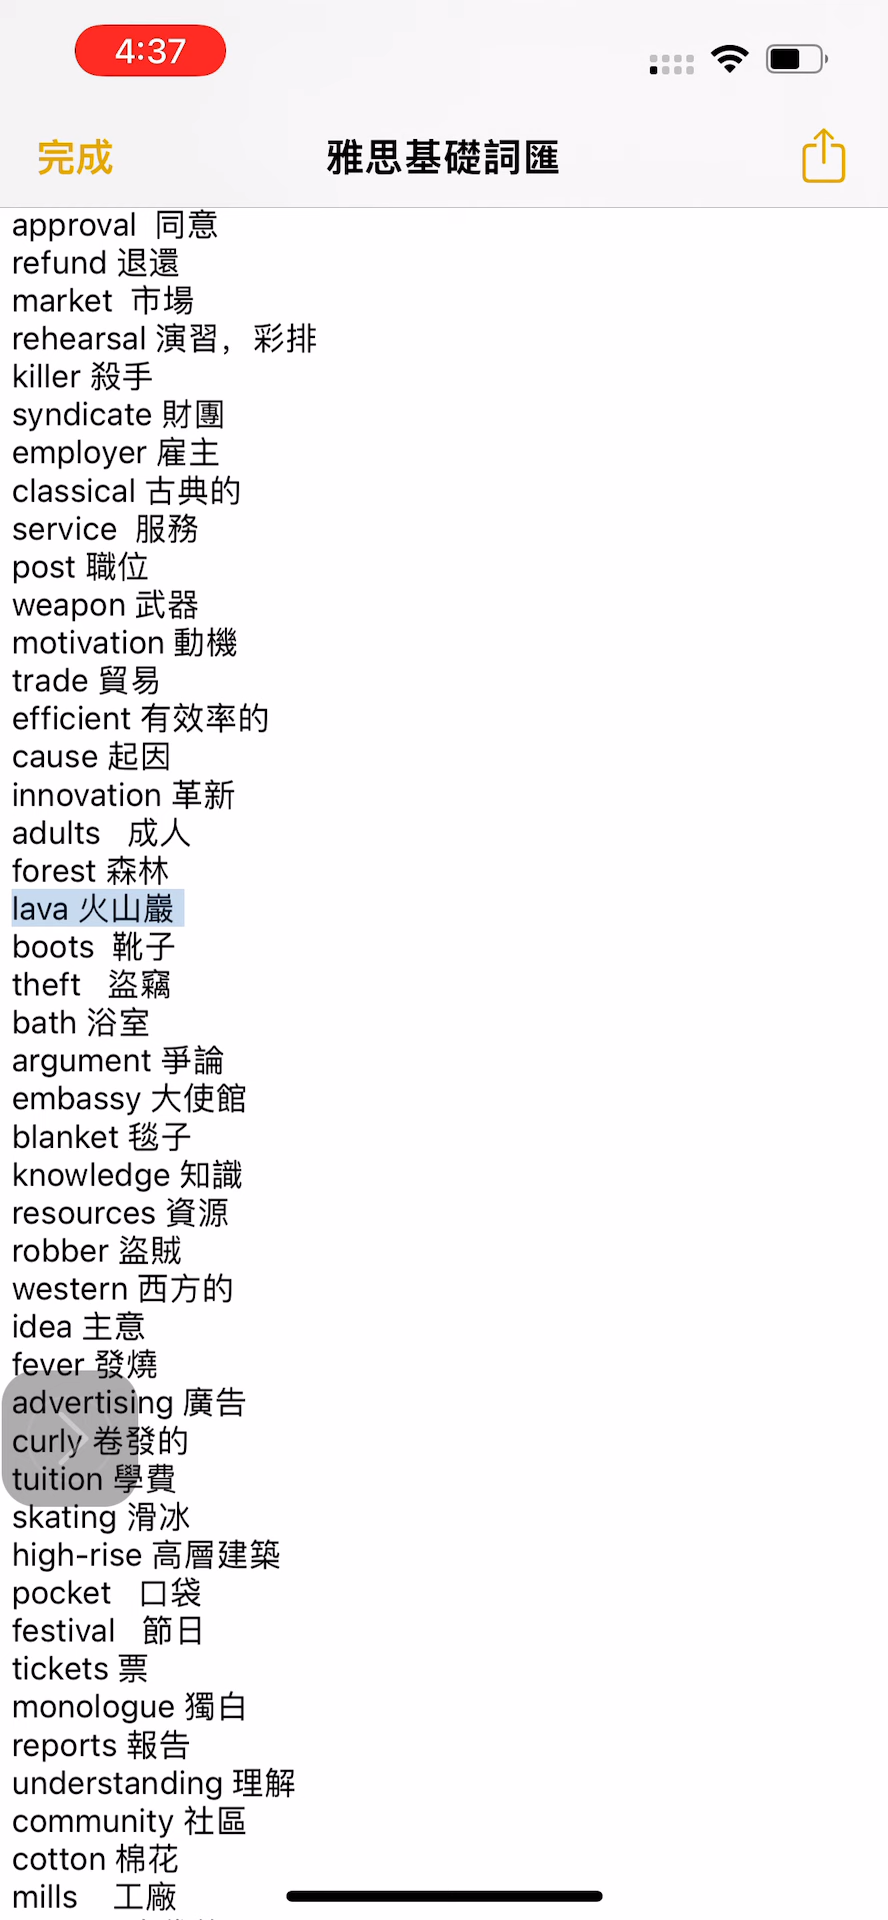 4:37
完成 雅思基礎詞匯
approval 同意
refund 退還
market 市場
rehearsal 演習，彩排
killer 殺手
syndicate 財團
employer 雇主
classical 古典的
service 服務
post 職位
weapon 武器
motivation 動機
trade 貿易
efficient 有效率的
cause 起因
innovation 革新
adults 成人
forest 森林
lava 火山巖
boots 靴子
theft 盜竊
bath 浴室
argument 爭論
embassy 大使館
blanket 毯子
knowledge 知識
resources 資源
robber 盜賊
western 西方的
idea 主意
fever 發燒
advertising 廣告
curly 卷發的
tuition 學費
skating 滑冰
high-rise 高層建築
pocket 口袋
festival 節日
tickets 票
monologue 獨白
reports 報告
understanding 理解
community 社區
cotton 棉花
mills 工廠